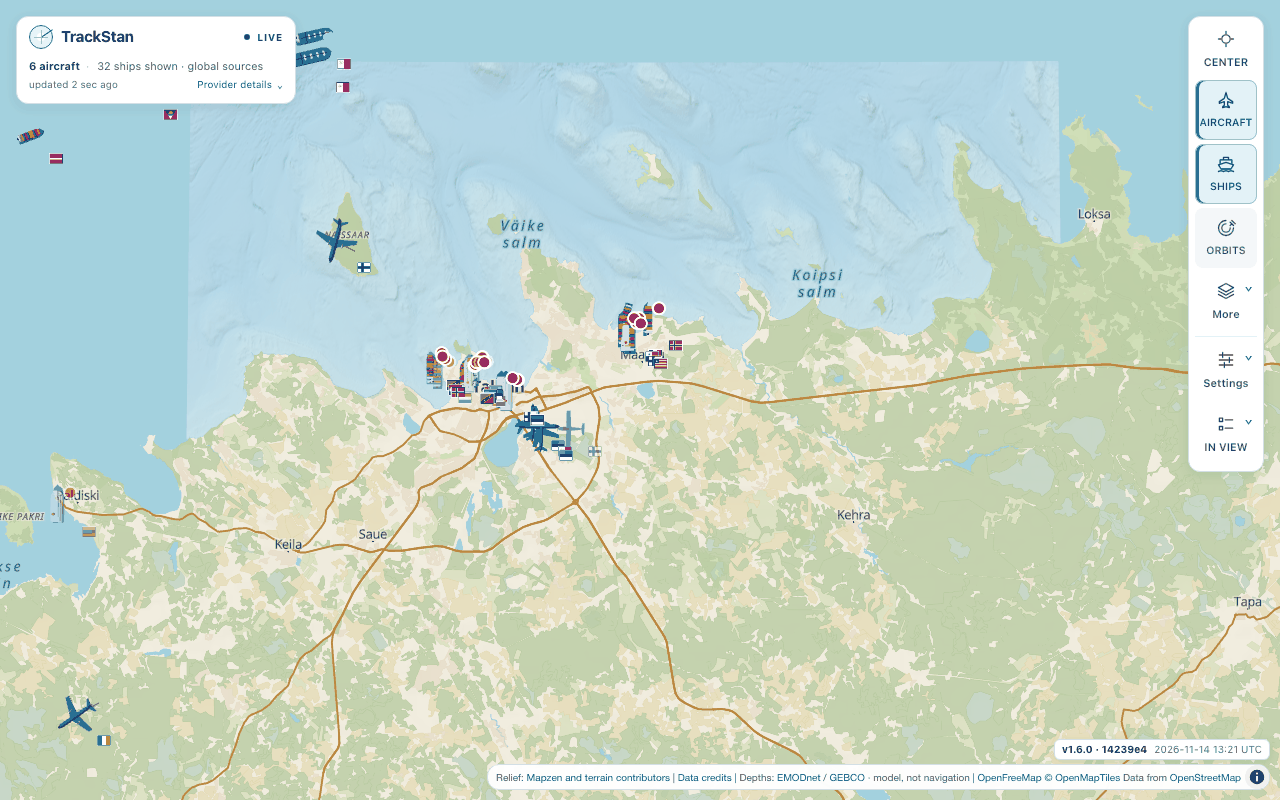 TrackStan
LIVE
6 aircraft · 32 ships shown · global sources
updated 2 sec ago
Provider details
CENTER
AIRCRAFT
SHIPS
ORBITS
More
Settings
IN VIEW
Väike
salm
Koipsi
salm
Loksa
Kehra
Saue
Keila
Tapa
v1.6.0 · 14239e4 2026-11-14 13:21 UTC
Relief: Mapzen and terrain contributors | Data credits | Depths: EMODnet / GEBCO · model, not navigation | OpenFreeMap © OpenMapTiles Data from OpenStreetMap